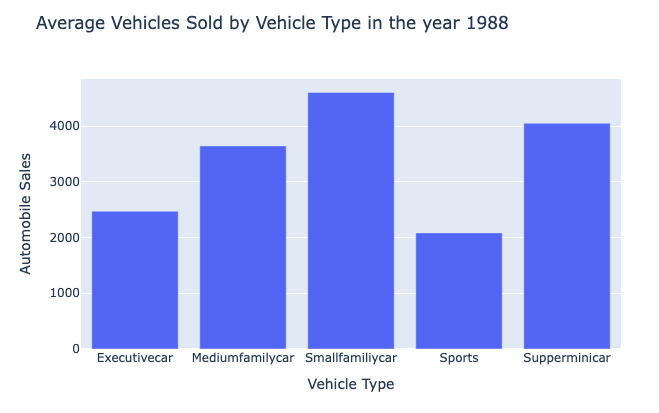 Average Vehicles Sold by Vehicle Type in the year 1988
4000
3000
2000
1000
0
Automobile Sales
Executivecar Mediumfamilycar Smallfamiliycar Sports Supperminicar
Vehicle Type